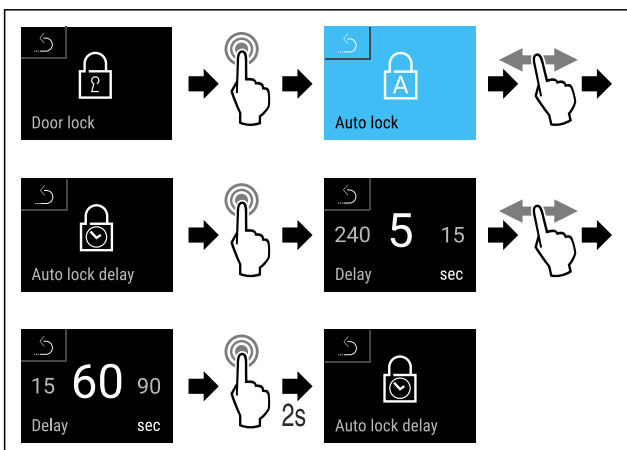 Door lock
A
Auto lock
Auto lock delay
240 5 15
Delay sec
15 60 90
Delay sec
2s
Auto lock delay